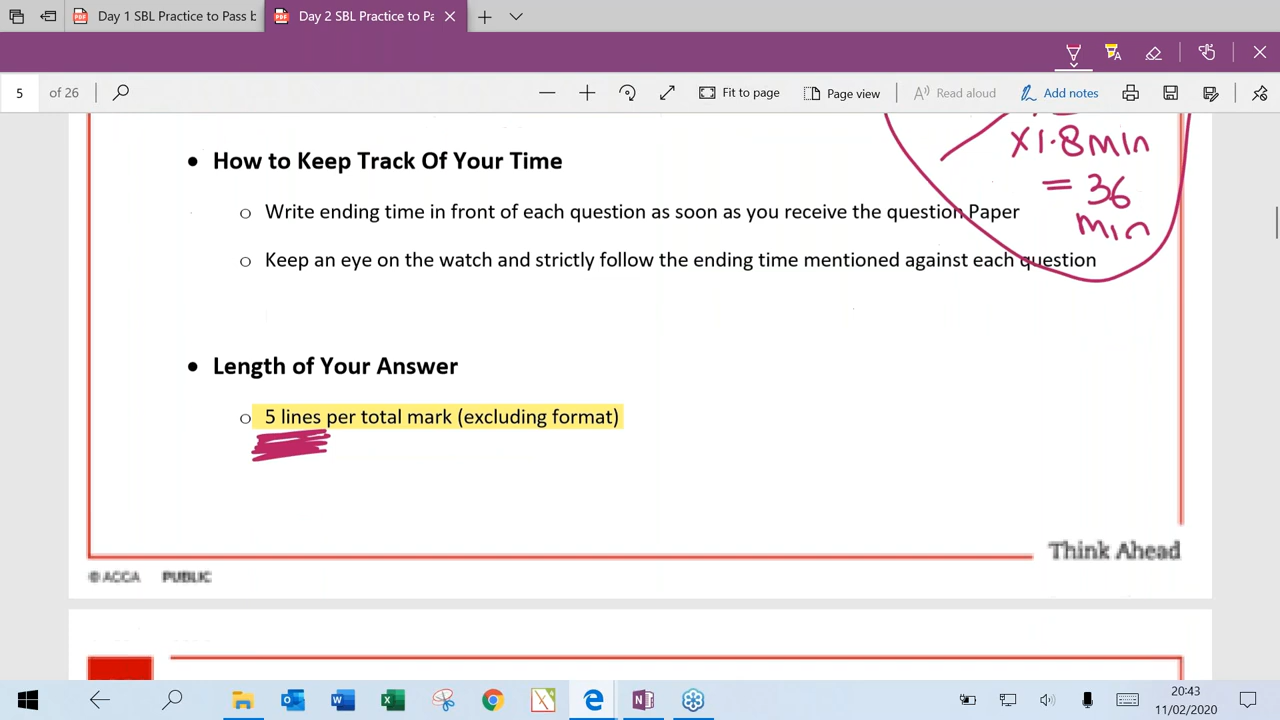 Day 1 SBL Practice to Pass b
Day 2 SBL Practice to Pa
5 of 26
Fit to page
Page view
Read aloud
Add notes
×1.8min
= 36
min
• How to Keep Track Of Your Time
o Write ending time in front of each question as soon as you receive the question Paper
o Keep an eye on the watch and strictly follow the ending time mentioned against each question
• Length of Your Answer
o 5 lines per total mark (excluding format)
Think Ahead
© ACCA PUBLIC
20:43
11/02/2020